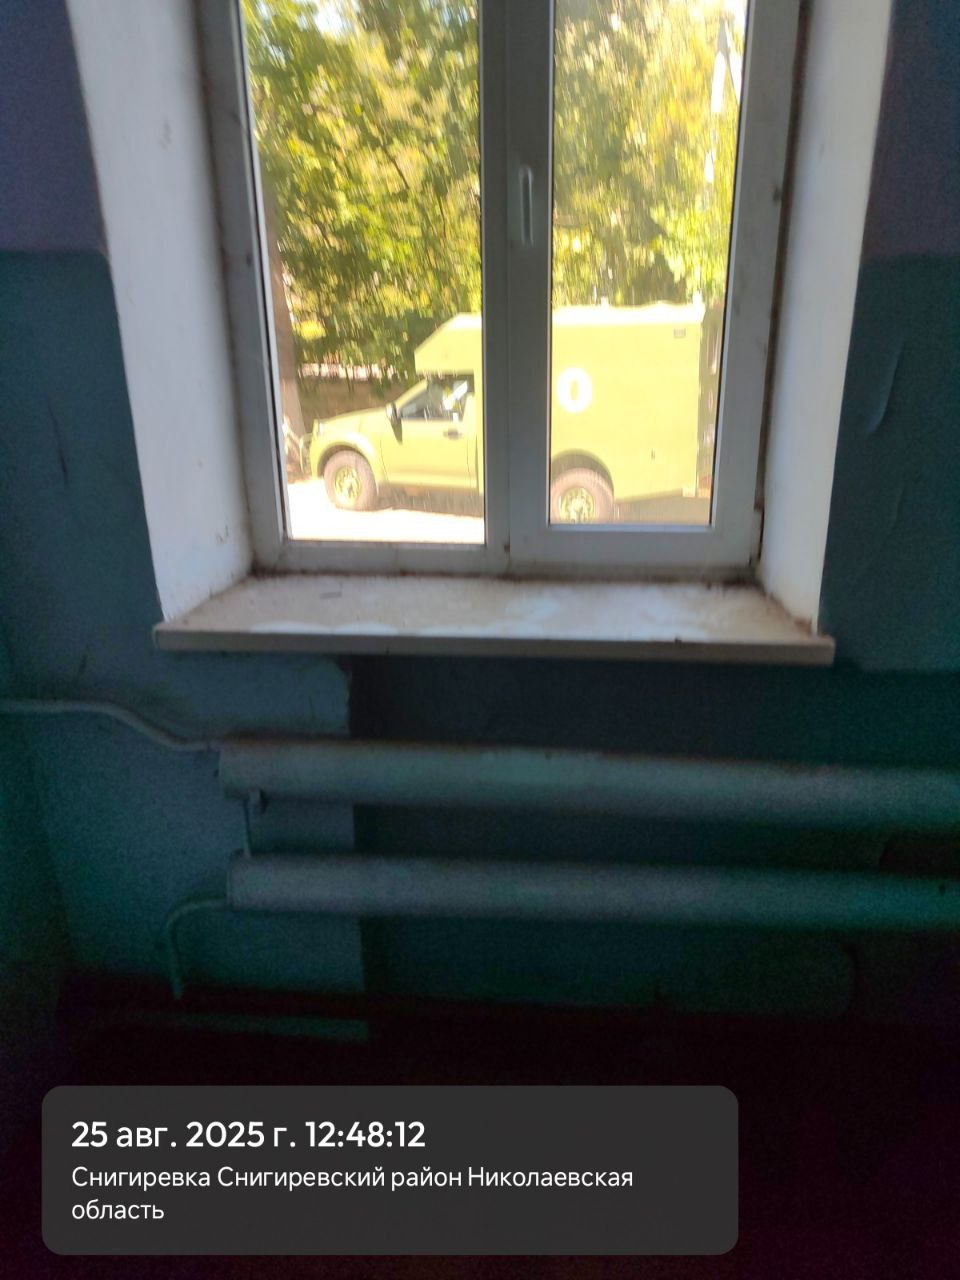 25 авг. 2025 г. 12:48:12
Снигиревка Снигиревский район Николаевская
область